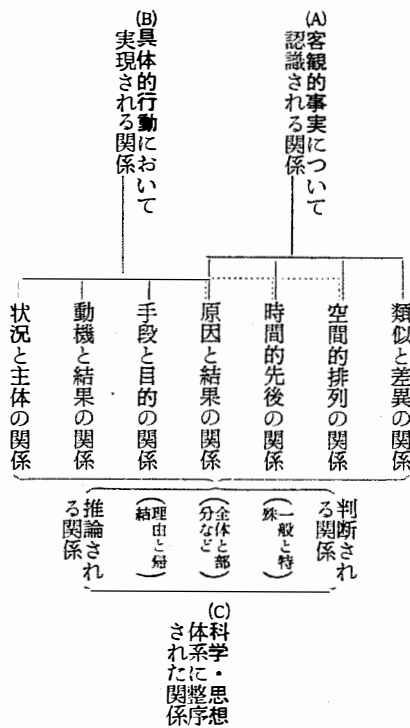 (A)客観的事実について
認識される関係
(B)具体的行動において
実現される関係
類似と差異の関係
空間的排列の関係
時間的先後の関係
原因と結果の関係
手段と目的の関係
動機と結果の関係
状況と主体の関係
判断され
る関係
(一般と特
殊)
(全体と部
分など)
(理由と帰
結)
推論され
る関係
(C)科学・思想
体系に整序
された関係